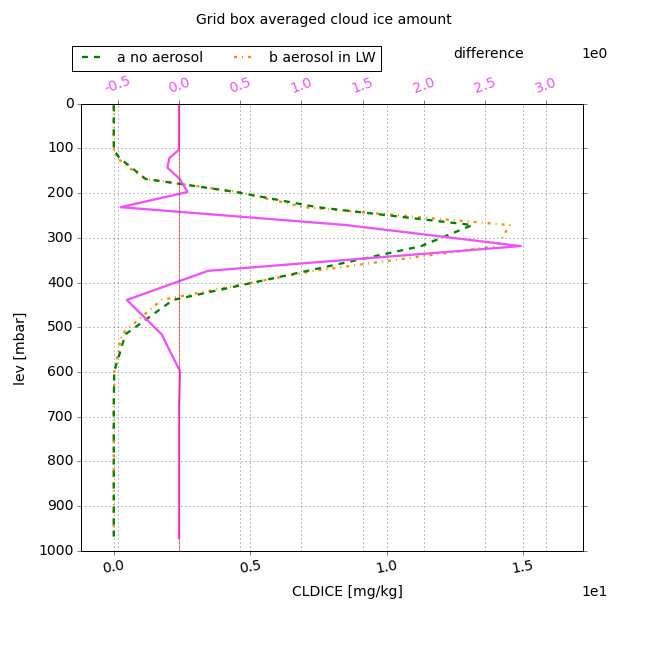 Grid box averaged cloud ice amount
a no aerosol b aerosol in LW difference 1e0
-0.5 0.0 0.5 1.0 1.5 2.0 2.5 3.0
0
100
200
300
400
500
600
700
800
900
1000
lev [mbar]
0.0 0.5 1.0 1.5
CLDICE [mg/kg] 1e1